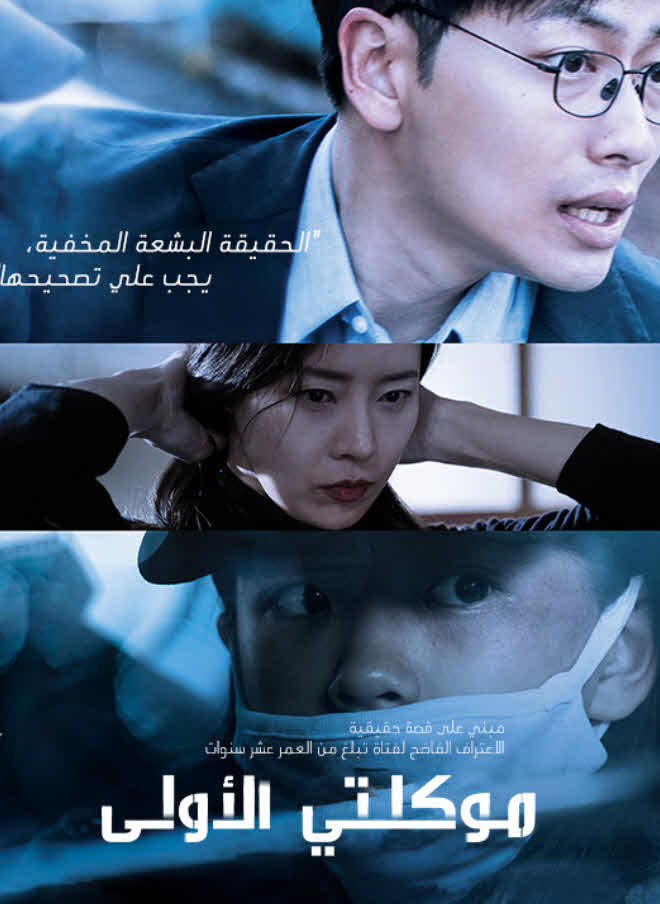 "الحقيقة البشعة المخفية،
يجب علي تصحيحها"
مبني على قصة حقيقية
الاعتراف الفاضح لفتاة تبلغ من العمر عشر سنوات
موكلتي الأولى